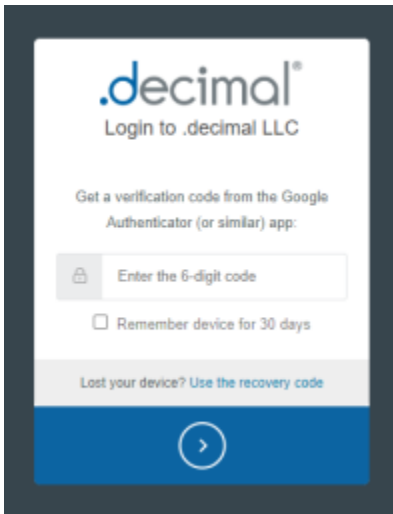 .decimal®
Login to .decimal LLC
Get a verification code from the Google
Authenticator (or similar) app:
Enter the 6-digit code
Remember device for 30 days
Lost your device? Use the recovery code